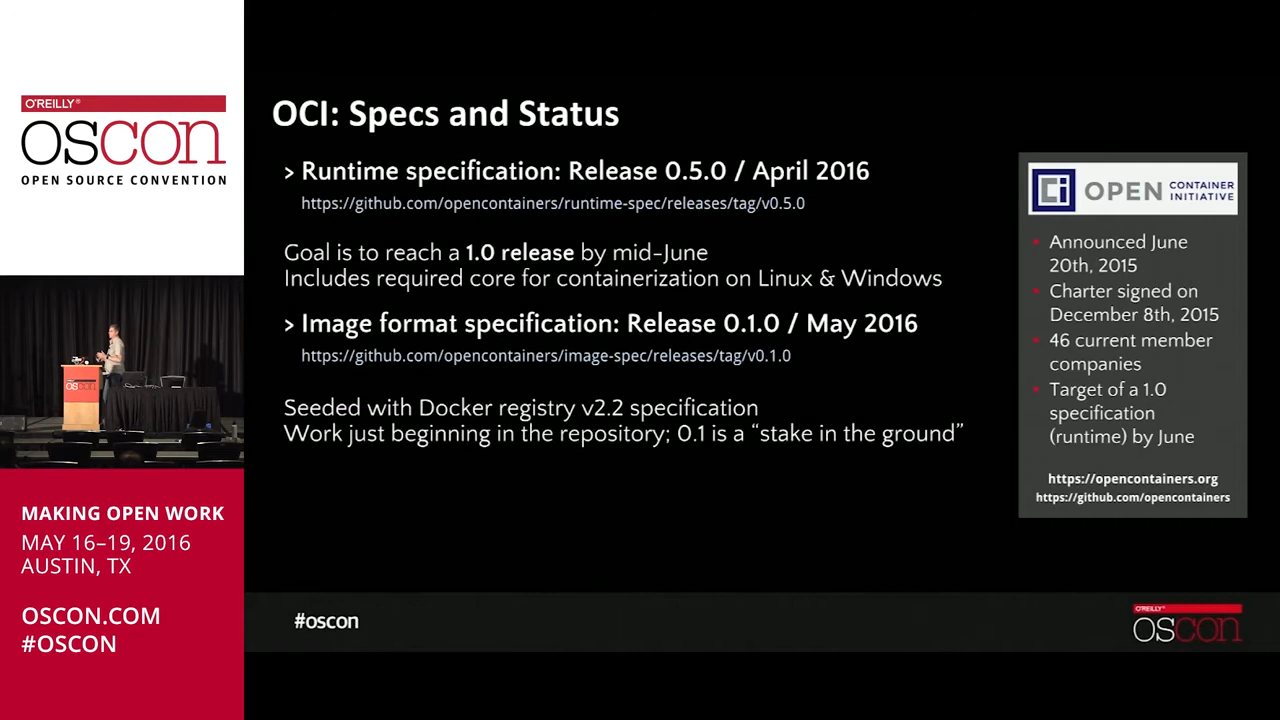 O'REILLY®
OSCON
OPEN SOURCE CONVENTION
OSCON
MAKING OPEN WORK
MAY 16–19, 2016
AUSTIN, TX
OSCON.COM
#OSCON
OCI: Specs and Status
> Runtime specification: Release 0.5.0 / April 2016
https://github.com/opencontainers/runtime-spec/releases/tag/v0.5.0
Goal is to reach a 1.0 release by mid-June
Includes required core for containerization on Linux & Windows
> Image format specification: Release 0.1.0 / May 2016
https://github.com/opencontainers/image-spec/releases/tag/v0.1.0
Seeded with Docker registry v2.2 specification
Work just beginning in the repository; 0.1 is a “stake in the ground”
OPEN CONTAINER
INITIATIVE
• Announced June
20th, 2015
• Charter signed on
December 8th, 2015
• 46 current member
companies
• Target of a 1.0
specification
(runtime) by June
https://opencontainers.org
https://github.com/opencontainers
#oscon
O'REILLY®
OSCON